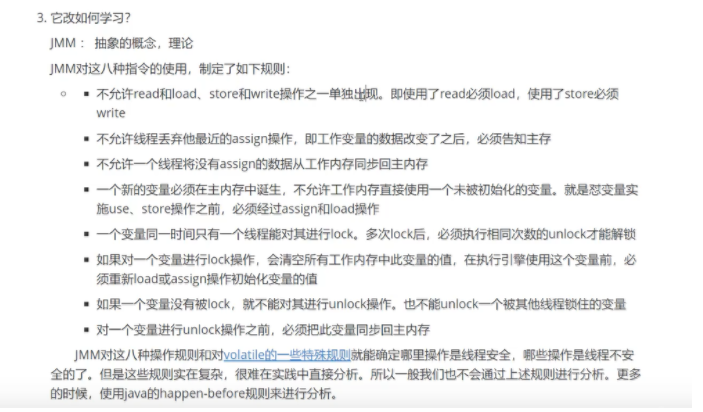 3. 它改如何学习？
JMM： 抽象的概念，理论
JMM对这八种指令的使用，制定了如下规则：
不允许read和load、store和write操作之一单独出现。即使用了read必须load，使用了store必须
write
不允许线程丢弃他最近的assign操作，即工作变量的数据改变了之后，必须告知主存
不允许一个线程将没有assign的数据从工作内存同步回主内存
一个新的变量必须在主内存中诞生，不允许工作内存直接使用一个未被初始化的变量。就是怼变量实
施use、store操作之前，必须经过assign和load操作
一个变量同一时间只有一个线程能对其进行lock。多次lock后，必须执行相同次数的unlock才能解锁
如果对一个变量进行lock操作，会清空所有工作内存中此变量的值，在执行引擎使用这个变量前，必
须重新load或assign操作初始化变量的值
如果一个变量没有被lock，就不能对其进行unlock操作。也不能unlock一个被其他线程锁住的变量
对一个变量进行unlock操作之前，必须把此变量同步回主内存
JMM对这八种操作规则和对volatile的一些特殊规则就能确定哪里操作是线程安全，哪些操作是线程不安
全的了。但是这些规则实在复杂，很难在实践中直接分析。所以一般我们也不会通过上述规则进行分析。更多
的时候，使用java的happen-before规则来进行分析。